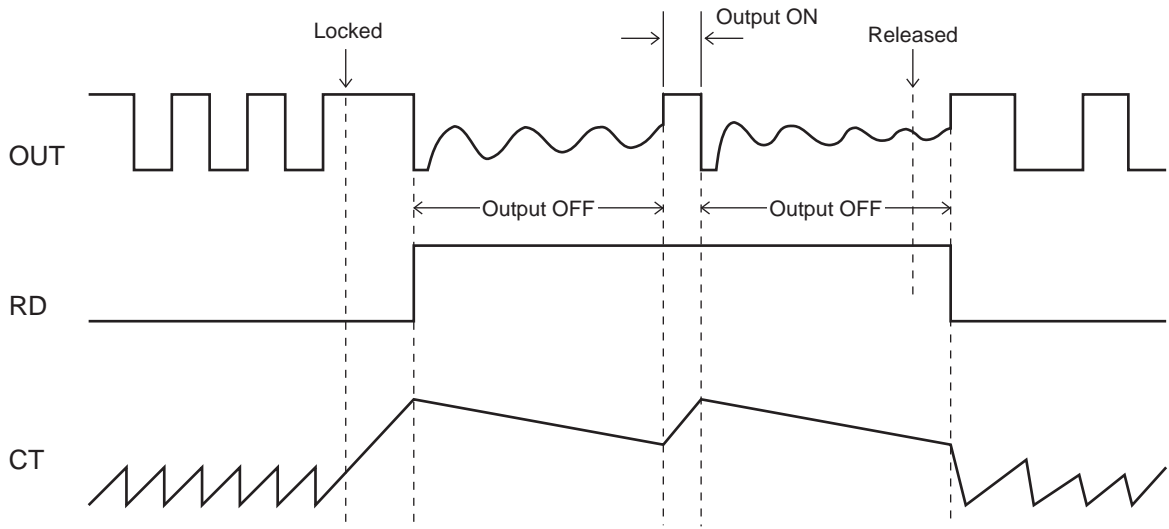 Output ON
Locked
Released
OUT
Output OFF
Output OFF
RD
CT